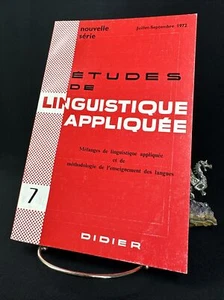 nouvelle
série
Juillet-Septembre 1972
ÉTUDES
DE
LINGUISTIQUE
APPLIQUÉE
Mélanges de linguistique appliquée
et de
méthodologie de l'enseignement des langues
7
DIDIER